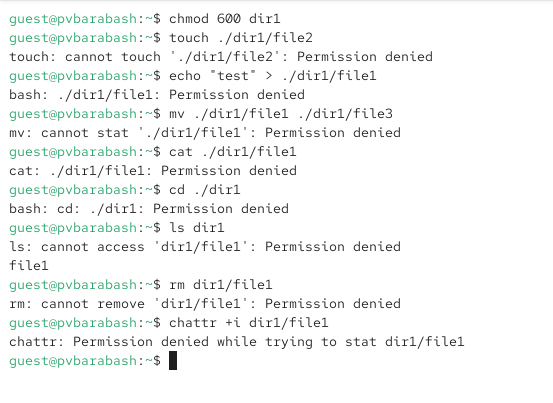 guest@pvbarabash:~$ chmod 600 dir1
guest@pvbarabash:~$ touch ./dir1/file2
touch: cannot touch './dir1/file2': Permission denied
guest@pvbarabash:~$ echo "test" > ./dir1/file1
bash: ./dir1/file1: Permission denied
guest@pvbarabash:~$ mv ./dir1/file1 ./dir1/file3
mv: cannot stat './dir1/file1': Permission denied
guest@pvbarabash:~$ cat ./dir1/file1
cat: ./dir1/file1: Permission denied
guest@pvbarabash:~$ cd ./dir1
bash: cd: ./dir1: Permission denied
guest@pvbarabash:~$ ls dir1
ls: cannot access 'dir1/file1': Permission denied
file1
guest@pvbarabash:~$ rm dir1/file1
rm: cannot remove 'dir1/file1': Permission denied
guest@pvbarabash:~$ chattr +i dir1/file1
chattr: Permission denied while trying to stat dir1/file1
guest@pvbarabash:~$